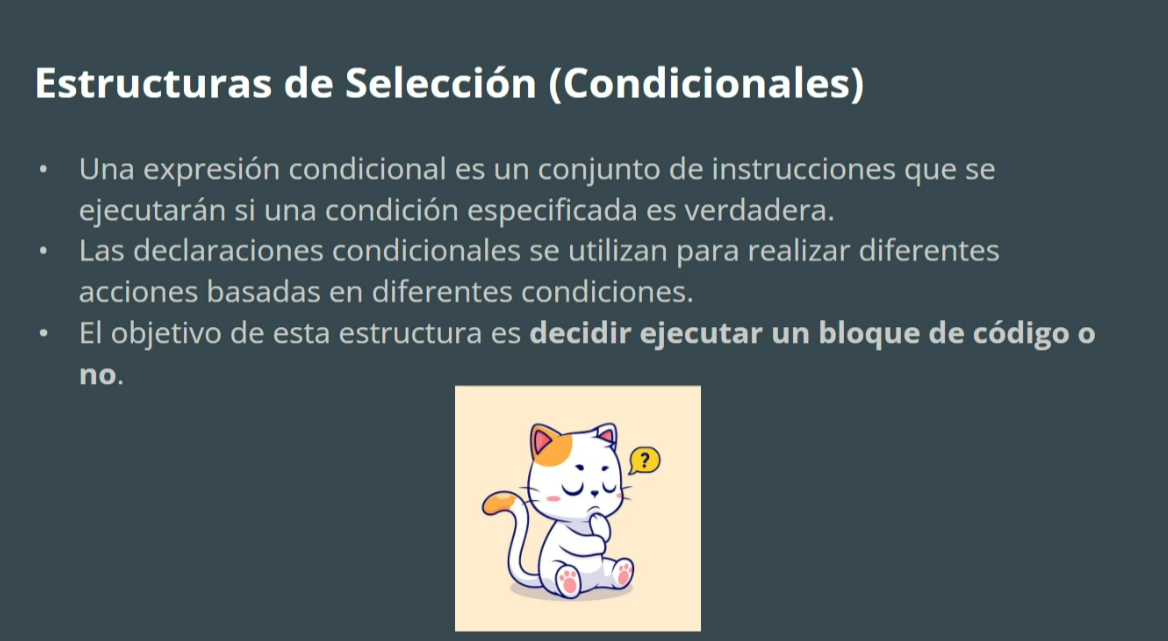 Estructuras de Selección (Condicionales)
• Una expresión condicional es un conjunto de instrucciones que se
ejecutarán si una condición especificada es verdadera.
• Las declaraciones condicionales se utilizan para realizar diferentes
acciones basadas en diferentes condiciones.
• El objetivo de esta estructura es decidir ejecutar un bloque de código o
no.
?